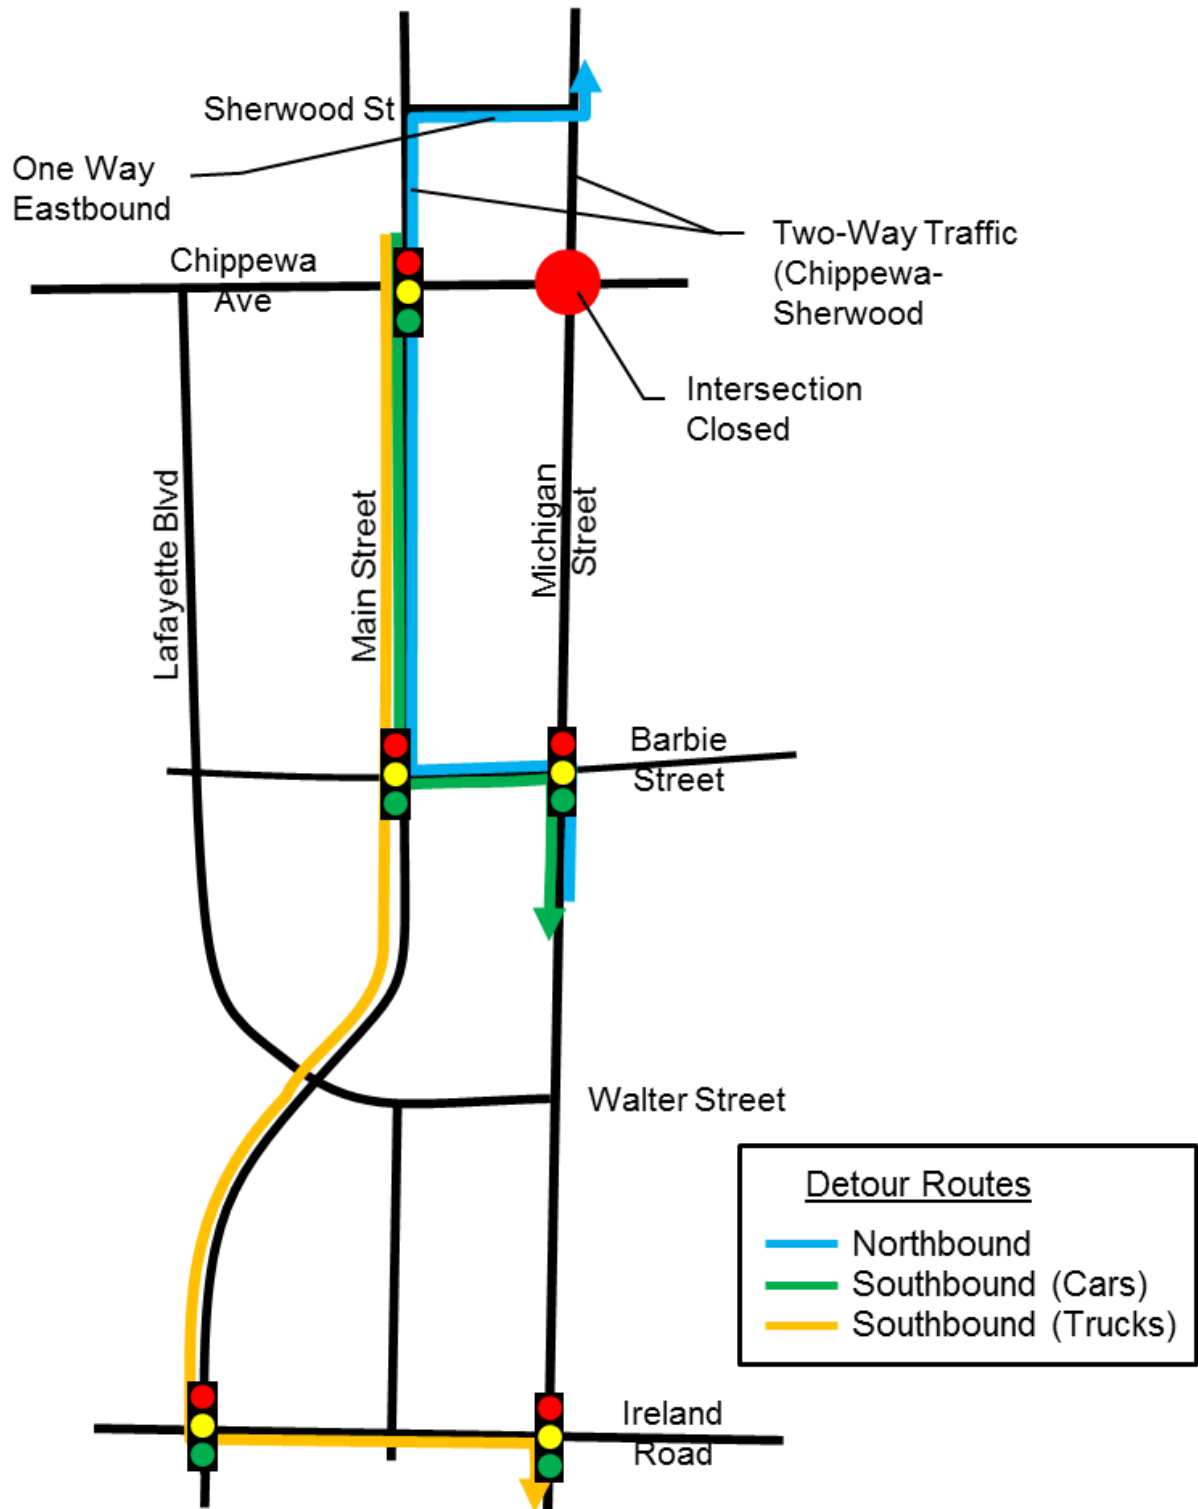 Sherwood St
One Way
Eastbound
Two-Way Traffic
(Chippewa-
Sherwood
Chippewa
Ave
Intersection
Closed
Lafayette Blvd
Main Street
Michigan
Street
Barbie
Street
Walter Street
Detour Routes
Northbound
Southbound (Cars)
Southbound (Trucks)
Ireland
Road